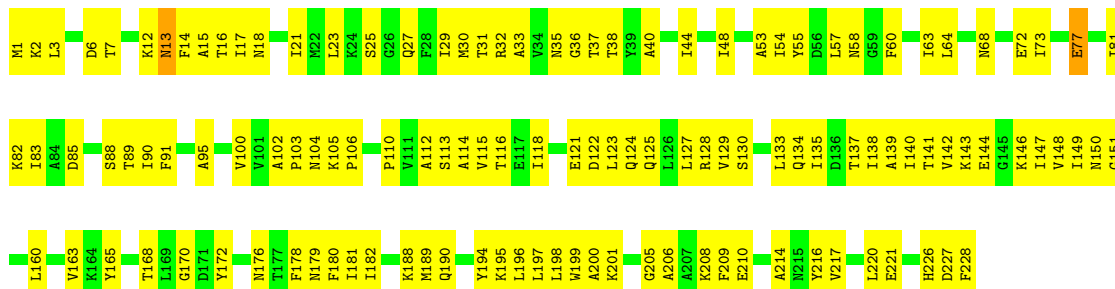 M1 K2 L3 D6 T7 K12 N13 F14 A15 T16 I17 N18 I21 M22 L23 K24 S25 G26 Q27 F28 I29 M30 T31 R32 A33 V34 N35 G36 T37 T38 Y39 A40 I44 I48 A53 I54 Y55 D56 L57 N58 G59 F60 I63 L64 N68 E72 I73 E77 I81
K82 I83 A84 D85 S88 T89 I90 F91 A95 V100 V101 A102 P103 N104 K105 P106 P110 V111 A112 S113 A114 V115 T116 E117 I118 E121 D122 L123 Q124 Q125 L126 L127 R128 V129 S130 L133 Q134 I135 D136 T137 I138 A139 I140 T141 V142 K143 E144 G145 K146 I147 V148 I149 N150 G151
L160 V163 K164 Y165 T168 L169 G170 D171 Y172 N176 T177 F178 N179 F180 I181 I182 K188 M189 Q190 Y194 K195 L196 L197 L198 W199 A200 K201 G205 A206 A207 K208 F209 E210 A214 N215 Y216 V217 L220 E221 H226 D227 F228